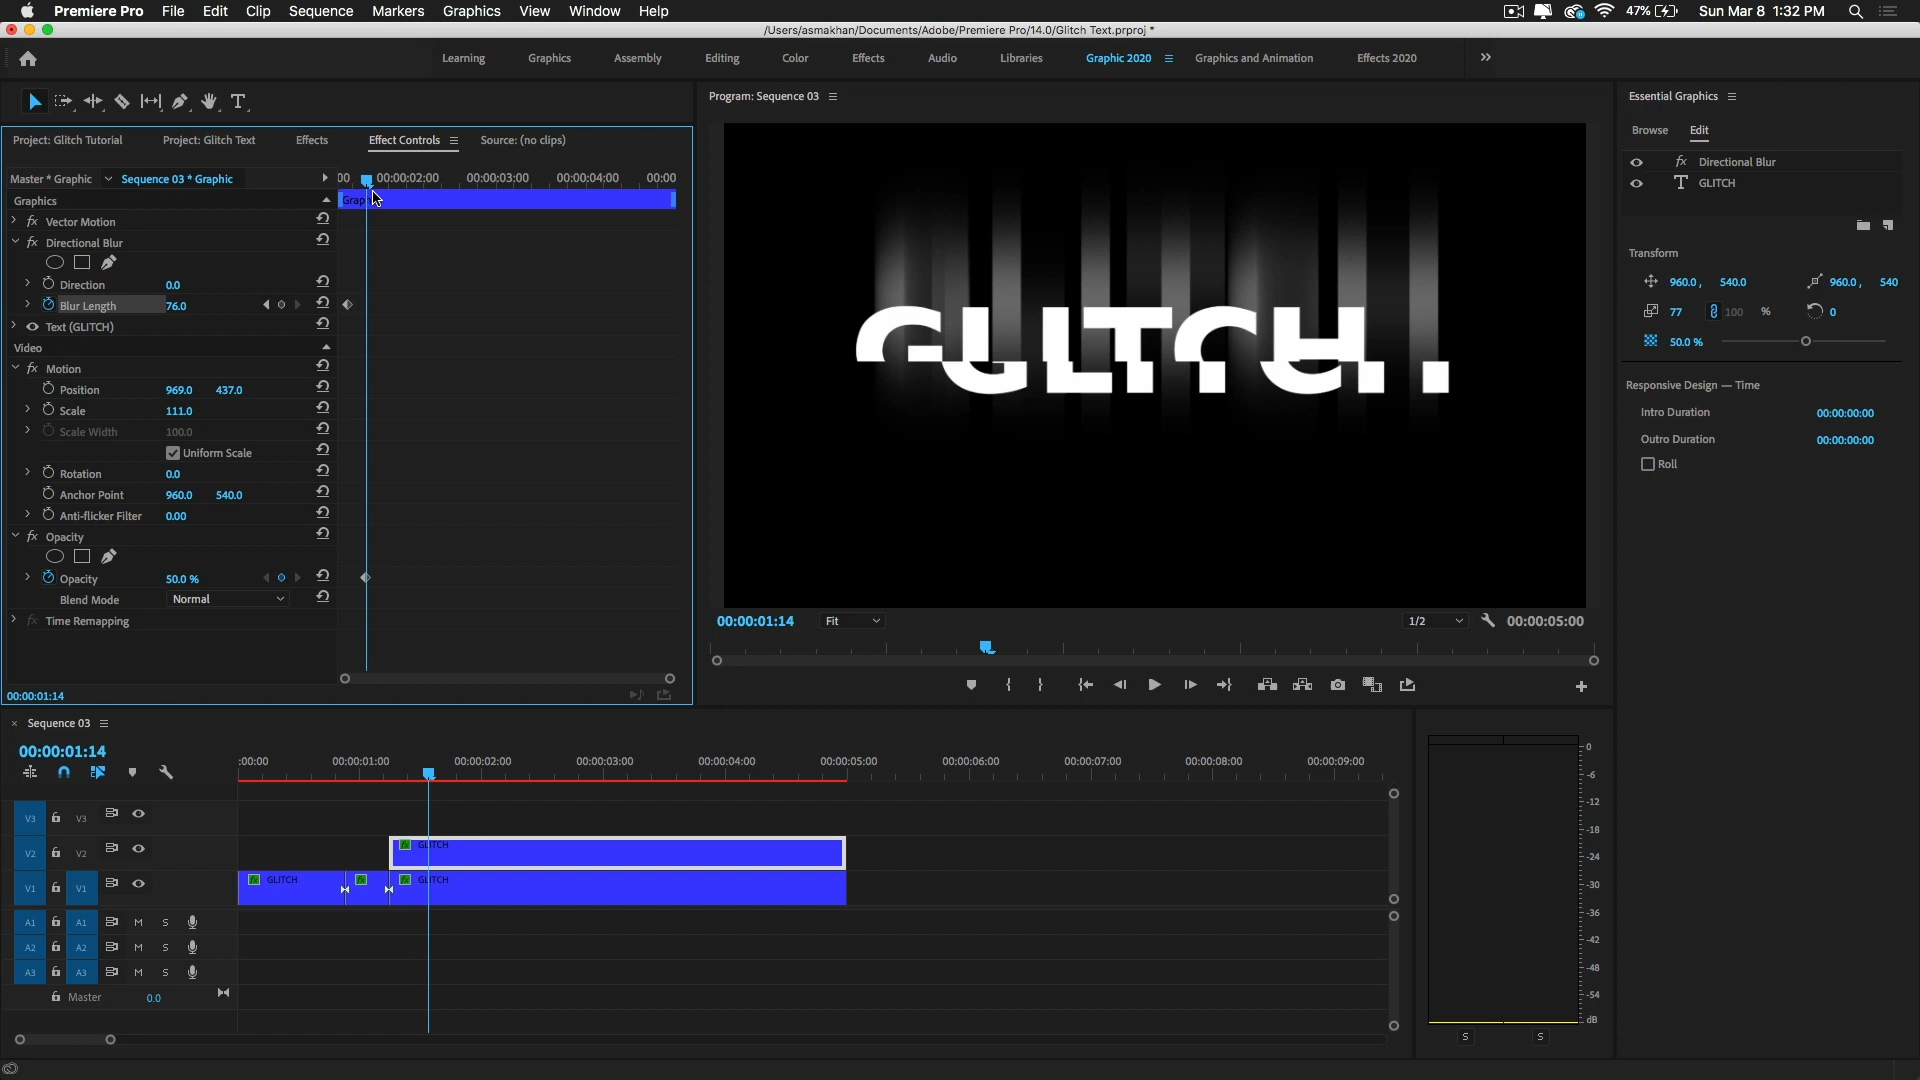 Premiere Pro File Edit Clip Sequence Markers Graphics View Window Help 47% Sun Mar 8 1:32 PM
/Users/asmakhan/Documents/Adobe/Premiere Pro/14.0/Glitch Text.prproj *
Learning Graphics Assembly Editing Color Effects Audio Libraries Graphic 2020 Graphics and Animation Effects 2020
Project: Glitch Tutorial Project: Glitch Text Effects Effect Controls Source: (no clips)
Master * Graphic Sequence 03 * Graphic
00 00:00:02:00 00:00:03:00 00:00:04:00 00:00
Graphics
Vector Motion
Directional Blur
Direction 0.0
Blur Length 76.0
Text (GLITCH)
Video
Motion
Position 969.0 437.0
Scale 111.0
Scale Width 100.0
Uniform Scale
Rotation 0.0
Anchor Point 960.0 540.0
Anti-flicker Filter 0.00
Opacity
Opacity 50.0 %
Blend Mode Normal
Time Remapping
00:00:01:14
Program: Sequence 03
GLITCH
00:00:01:14 Fit 1/2 00:00:05:00
Essential Graphics
Browse Edit
Directional Blur
GLITCH
Transform
960.0 , 540.0 960.0 , 540
77 100 % 0
50.0 %
Responsive Design — Time
Intro Duration 00:00:00:00
Outro Duration 00:00:00:00
Roll
× Sequence 03
00:00:01:14
:00:00 00:00:01:00 00:00:02:00 00:00:03:00 00:00:04:00 00:00:05:00 00:00:06:00 00:00:07:00 00:00:08:00 00:00:09:00
V3 V3
V2 V2 GLITCH
V1 V1 GLITCH GLITCH
A1 A1 M S
A2 A2 M S
A3 A3 M S
Master 0.0
0
-6
-12
-18
-24
-30
-36
-42
-48
-54
dB
S S